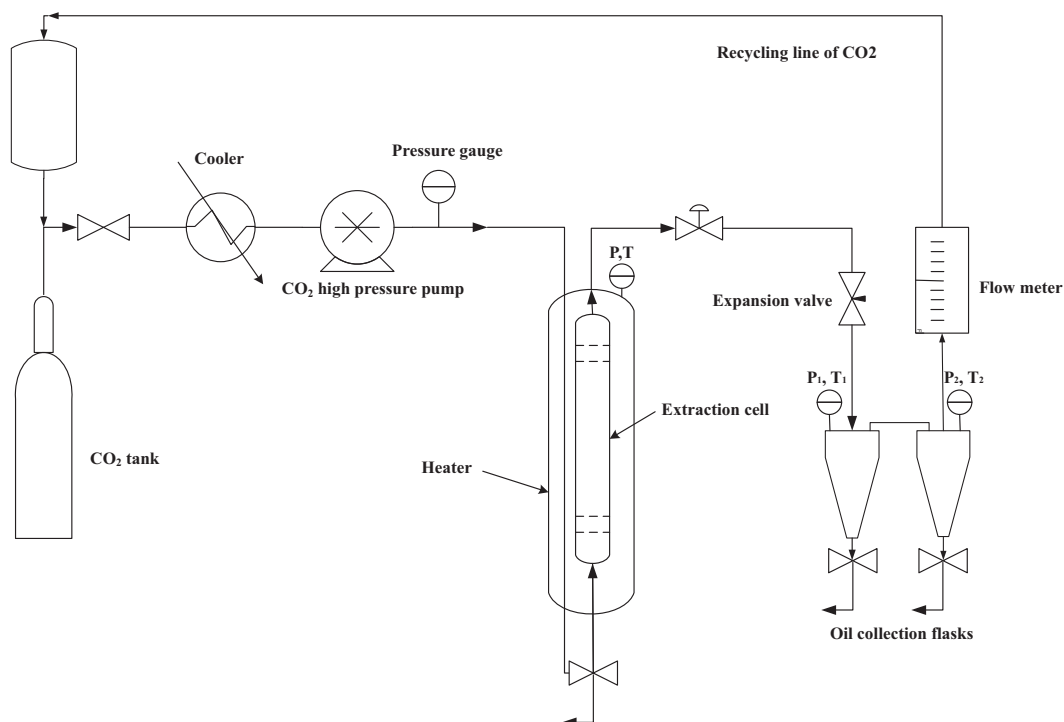 Recycling line of CO2
Pressure gauge
Cooler
CO₂ high pressure pump
P,T
Expansion valve
Flow meter
P₁, T₁
P₂, T₂
Extraction cell
CO₂ tank
Heater
Oil collection flasks